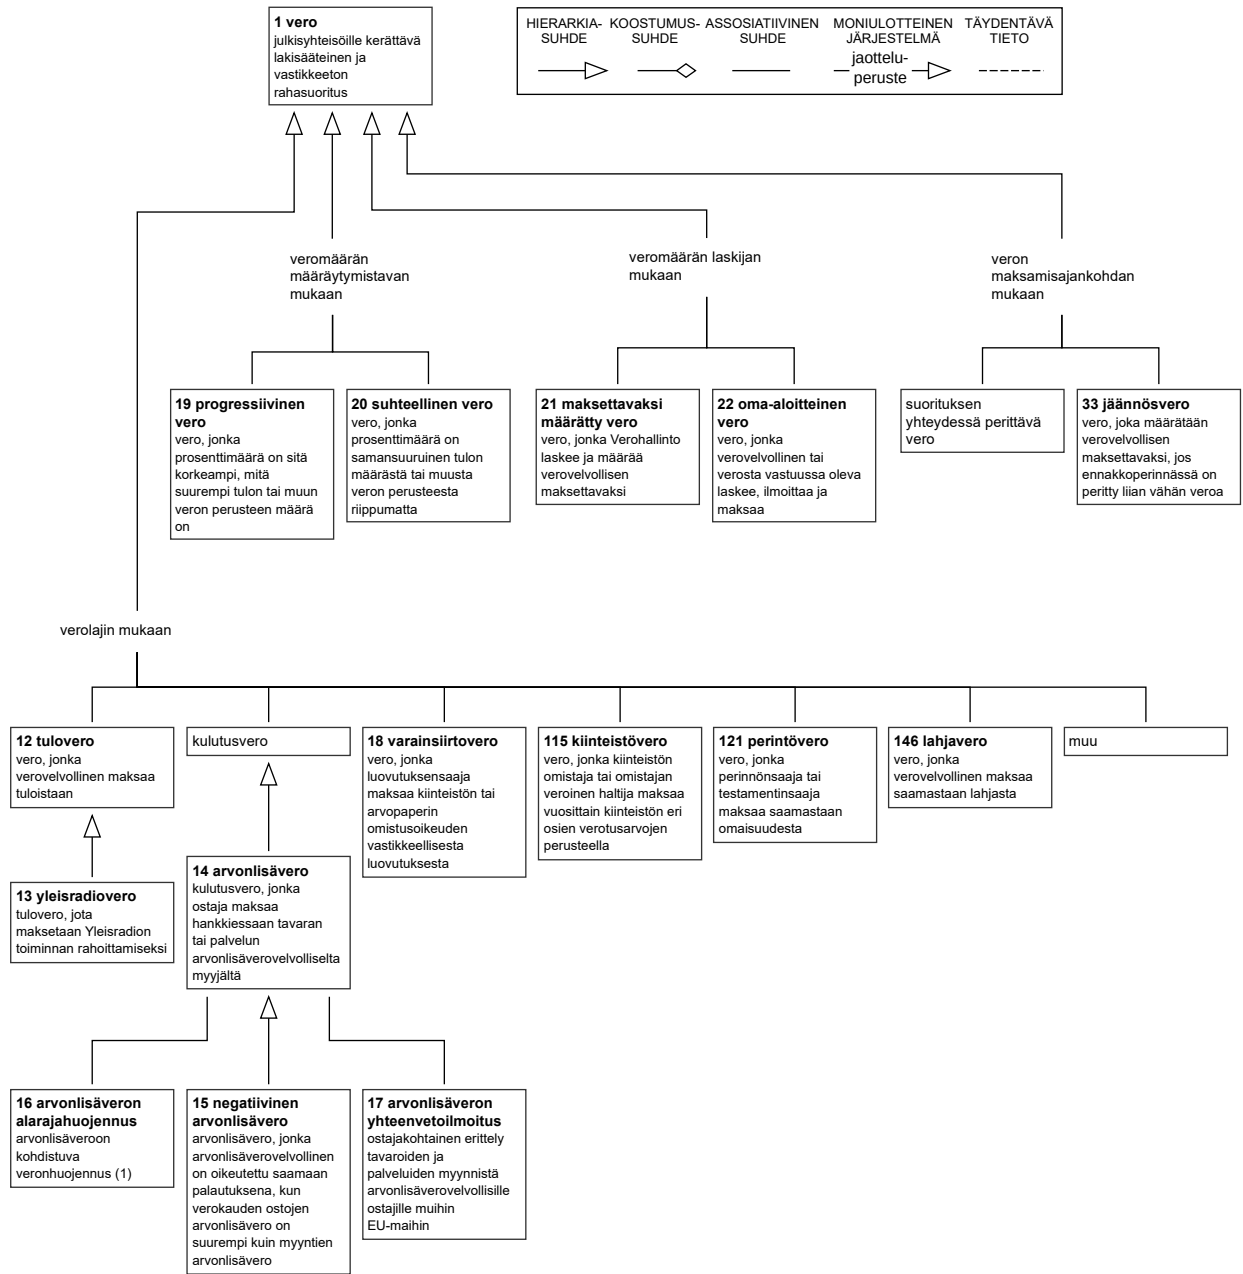 1 vero
julkisyhteisöille kerättävä
lakisääteinen ja
vastikkeeton
rahasuoritus
HIERARKIA-
SUHDE
KOOSTUMUS-
SUHDE
ASSOSIATIIVINEN
SUHDE
MONIULOTTEINEN
JÄRJESTELMÄ
jaottelu-
peruste
TÄYDENTÄVÄ
TIETO
veromäärän
määräytymistavan
mukaan
veromäärän laskijan
mukaan
veron
maksamisajankohdan
mukaan
19 progressiivinen
vero
vero, jonka
prosenttimäärä on sitä
korkeampi, mitä
suurempi tulon tai muun
veron perusteen määrä
on
20 suhteellinen vero
vero, jonka
prosenttimäärä on
samansuuruinen tulon
määrästä tai muusta
veron perusteesta
riippumatta
21 maksettavaksi
määrätty vero
vero, jonka Verohallinto
laskee ja määrää
verovelvollisen
maksettavaksi
22 oma-aloitteinen
vero
vero, jonka
verovelvollinen tai
verosta vastuussa oleva
laskee, ilmoittaa ja
maksaa
suorituksen
yhteydessä perittävä
vero
33 jäännösvero
vero, joka määrätään
verovelvollisen
maksettavaksi, jos
ennakkoperinnässä on
peritty liian vähän veroa
verolajin mukaan
12 tulovero
vero, jonka
verovelvollinen maksaa
tuloistaan
kulutusvero
18 varainsiirtovero
vero, jonka
luovutuksensaaja
maksaa kiinteistön tai
arvopaperin
omistusoikeuden
vastikkeellisesta
luovutuksesta
115 kiinteistövero
vero, jonka kiinteistön
omistaja tai omistajan
veroinen haltija maksaa
vuosittain kiinteistön eri
osien verotusarvojen
perusteella
121 perintövero
vero, jonka
perinnönsaaja tai
testamentinsaaja
maksaa saamastaan
omaisuudesta
146 lahjavero
vero, jonka
verovelvollinen maksaa
saamastaan lahjasta
muu
13 yleisradiovero
tulovero, jota
maksetaan Yleisradion
toiminnan rahoittamiseksi
14 arvonlisävero
kulutusvero, jonka
ostaja maksaa
hankkiessaan tavaran
tai palvelun
arvonlisäverovelvolliselta
myyjältä
16 arvonlisäveron
alarajahuojennus
arvonlisäveroon
kohdistuva
veronhuojennus (1)
15 negatiivinen
arvonlisävero
arvonlisävero, jonka
arvonlisäverovelvollinen
on oikeutettu saamaan
palautuksena, kun
verokauden ostojen
arvonlisävero on
suurempi kuin myyntien
arvonlisävero
17 arvonlisäveron
yhteenvetoilmoitus
ostajakohtainen erittely
tavaroiden ja
palveluiden myynnistä
arvonlisäverovelvollisille
ostajille muihin
EU-maihin